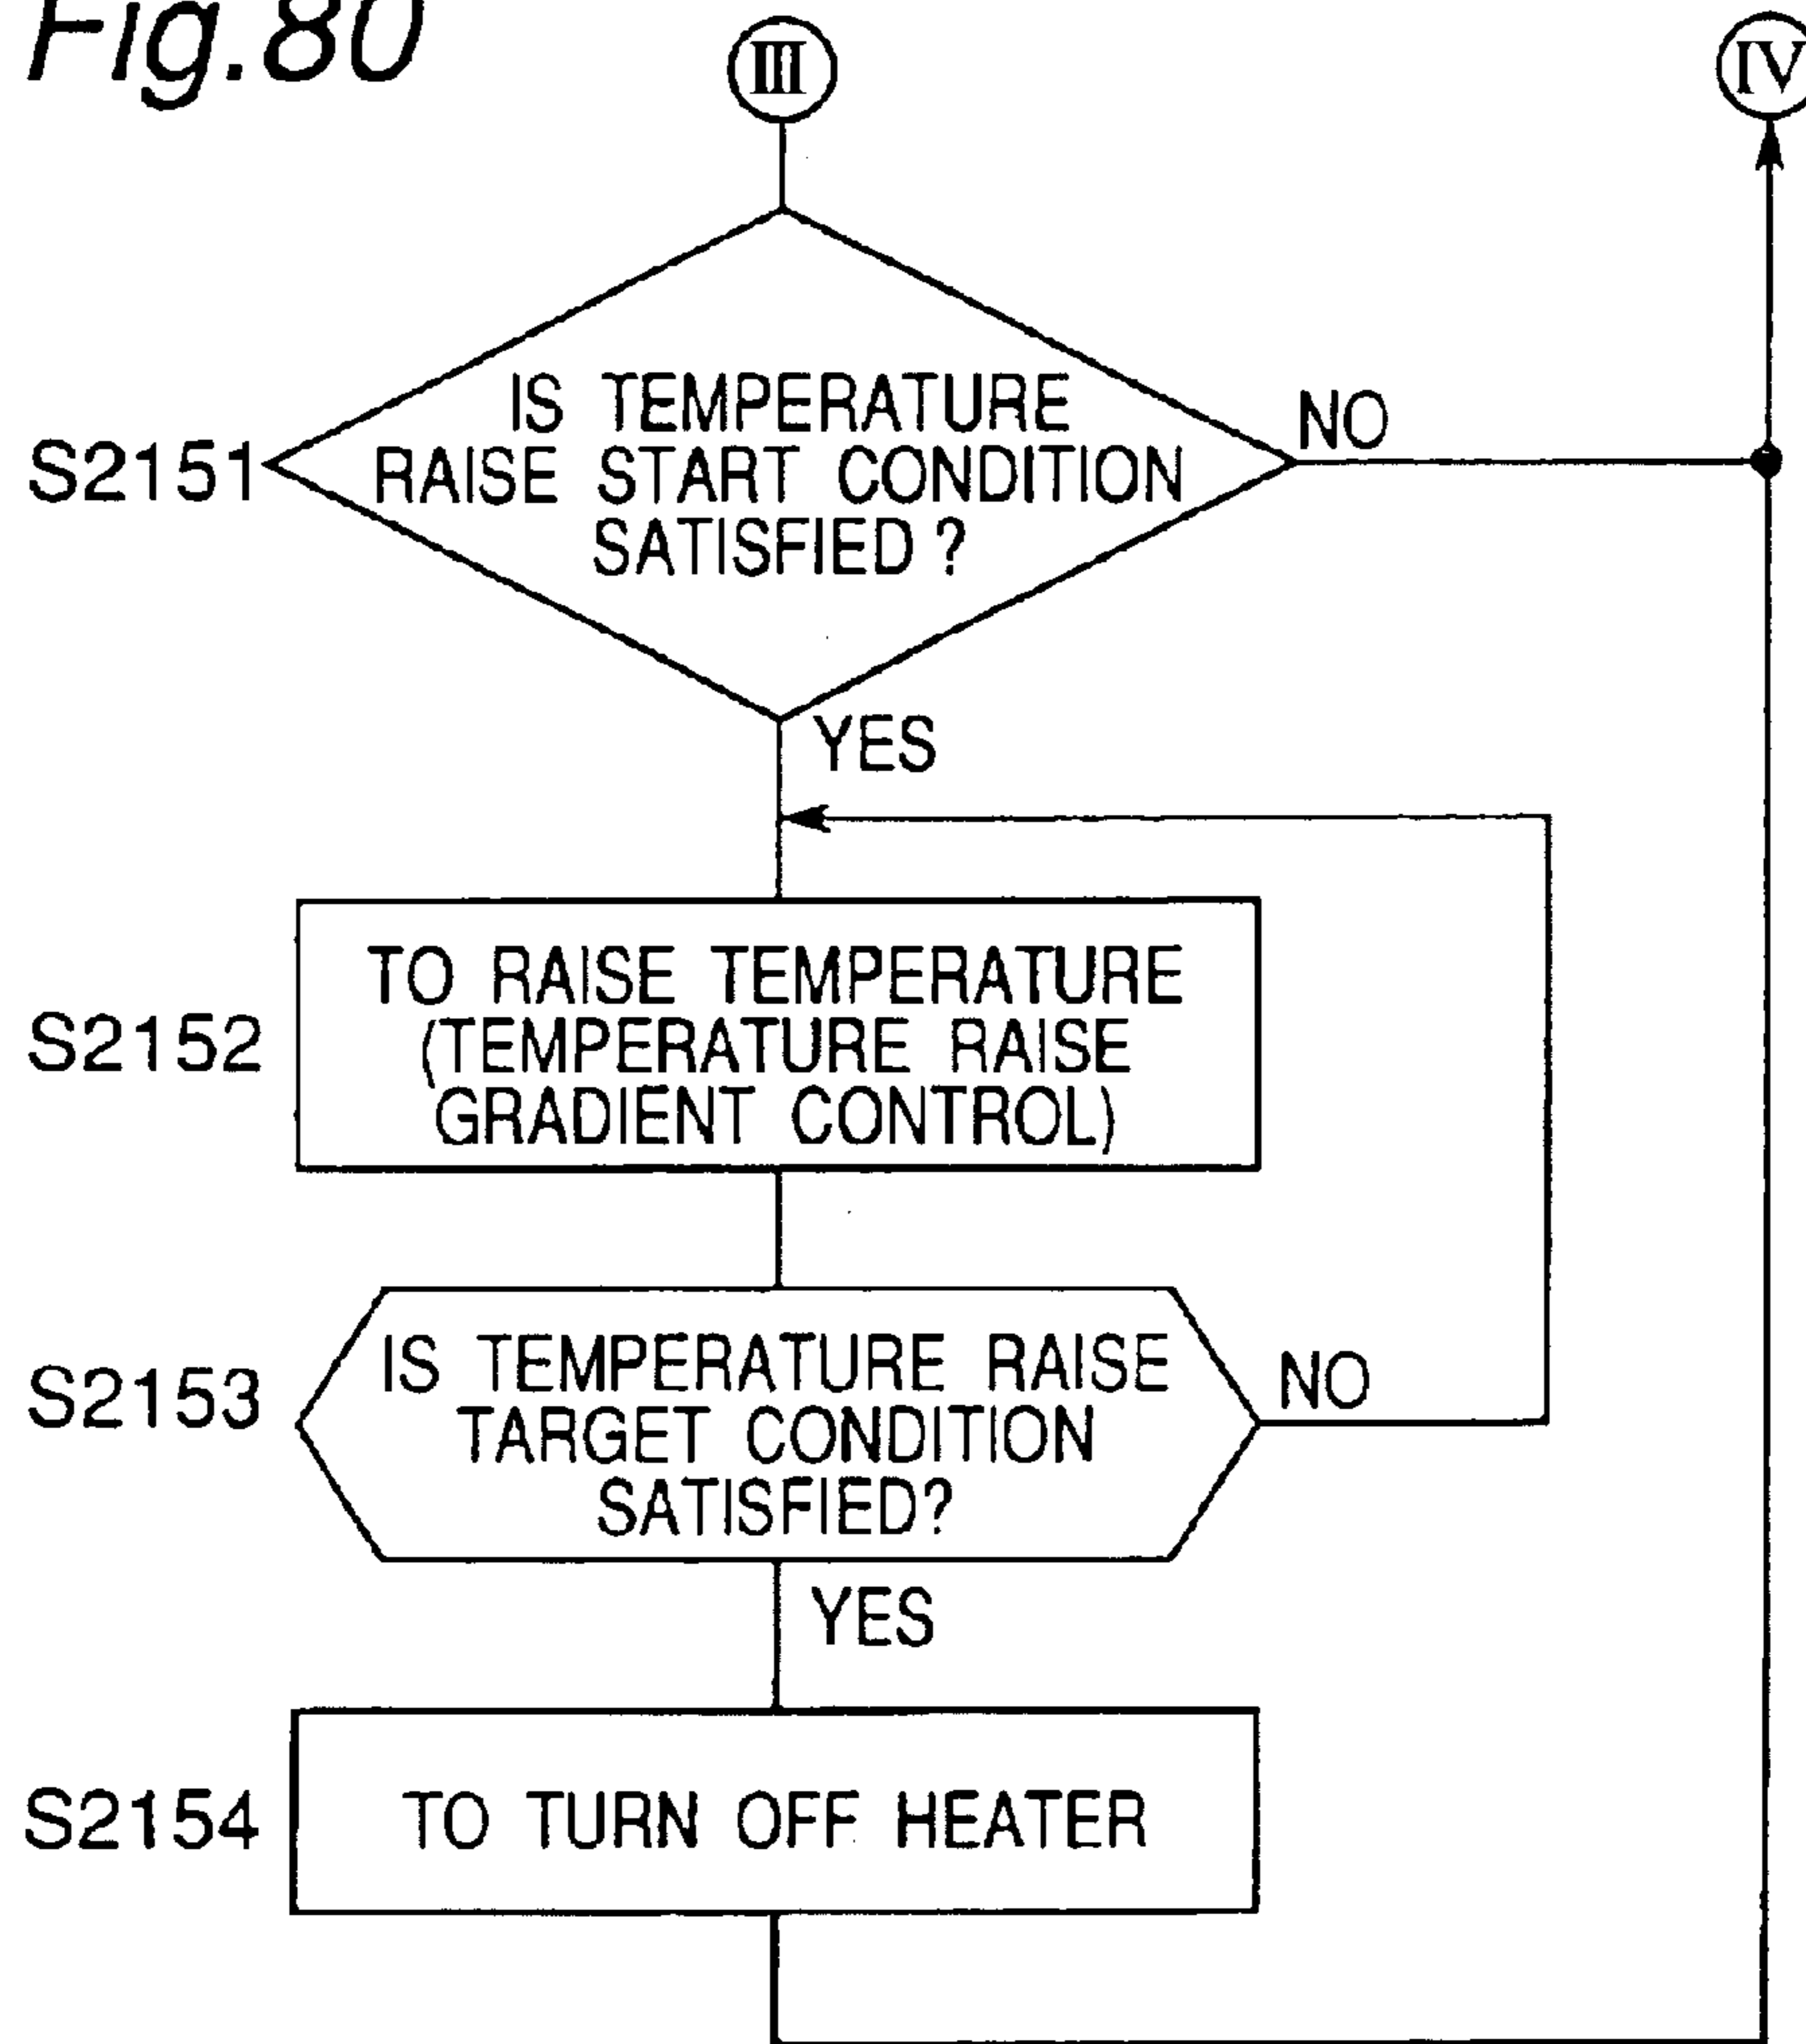 Fig.80
III
IV
IS TEMPERATURE
RAISE START CONDITION
SATISFIED ?
S2151
NO
YES
TO RAISE TEMPERATURE
(TEMPERATURE RAISE
GRADIENT CONTROL)
S2152
IS TEMPERATURE RAISE
TARGET CONDITION
SATISFIED?
S2153
NO
YES
S2154
TO TURN OFF HEATER